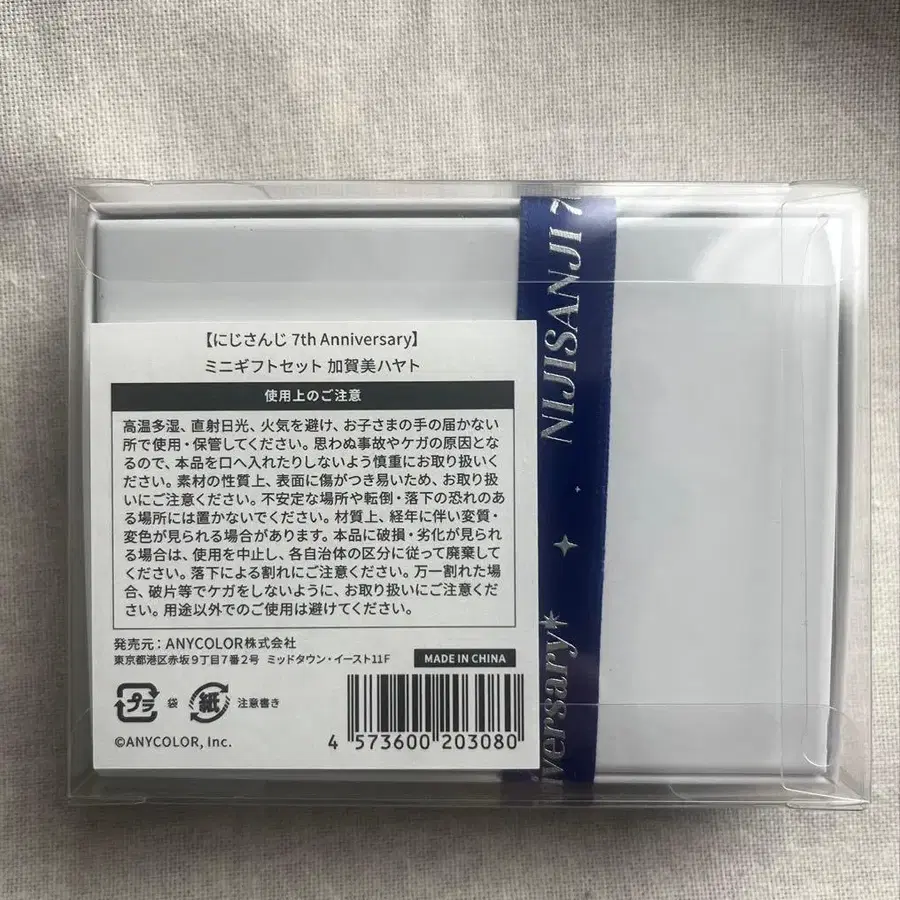 【にじさんじ 7th Anniversary】
ミニギフトセット 加賀美ハヤト
使用上のご注意
高温多湿、直射日光、火気を避け、お子さまの手の届かない
所で使用・保管してください。思わぬ事故やケガの原因とな
るので、本品を口へ入れたりしないよう慎重にお取り扱いく
ださい。素材の性質上、表面に傷がつき易いため、お取り扱
いにご注意ください。不安定な場所や転倒・落下の恐れのあ
る場所には置かないでください。材質上、経年に伴い変質・
変色が見られる場合があります。本品に破損・劣化が見られ
る場合は、使用を中止し、各自治体の区分に従って廃棄して
ください。落下による割れにご注意ください。万一割れた場
合、破片等でケガをしないように、お取り扱いにご注意くだ
さい。用途以外でのご使用は避けてください。
発売元：ANYCOLOR株式会社
東京都港区赤坂９丁目７番２号 ミッドタウン・イースト11F
MADE IN CHINA
プラ 袋 紙 注意書き
©ANYCOLOR, Inc.
4 573600 203080
NIJISANJI 7
iversary